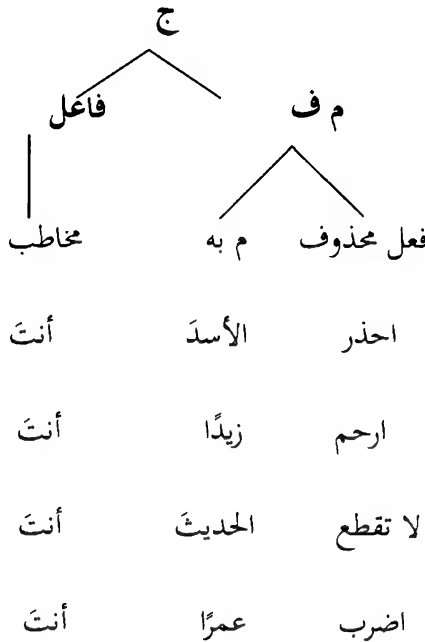 ج
م ف فاعل
فعل محذوف م به مخاطب
احذر الأسدَ أنتَ
ارحم زيدًا أنتَ
لا تقطع الحديثَ أنتَ
اضرب عمرًا أنتَ